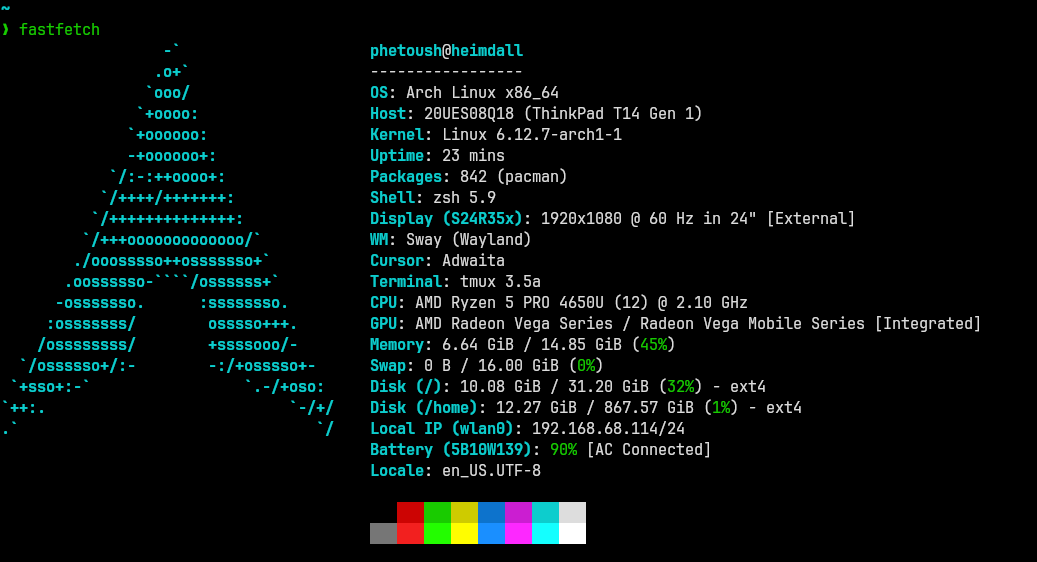 ~
❯ fastfetch
                  -`
                 .o+`
                `ooo/
               `+oooo:
              `+oooooo:
              -+oooooo+:
            `/:-:++oooo+:
           `/++++/+++++++:
          `/++++++++++++++:
         `/+++ooooooooooooo/`
        ./ooosssso++osssssso+`
       .oossssso-````/ossssss+`
      -osssssso.      :ssssssso.
     :osssssss/        osssso+++.
    /ossssssss/        +ssssooo/-
  `/ossssso+/:-        -:/+osssso+-
 `+sso+:-`                 `.-/+oso:
`++:.                           `-/+/
.`                                 `/
phetoush@heimdall
-----------------
OS: Arch Linux x86_64
Host: 20UES08Q18 (ThinkPad T14 Gen 1)
Kernel: Linux 6.12.7-arch1-1
Uptime: 23 mins
Packages: 842 (pacman)
Shell: zsh 5.9
Display (S24R35x): 1920x1080 @ 60 Hz in 24" [External]
WM: Sway (Wayland)
Cursor: Adwaita
Terminal: tmux 3.5a
CPU: AMD Ryzen 5 PRO 4650U (12) @ 2.10 GHz
GPU: AMD Radeon Vega Series / Radeon Vega Mobile Series [Integrated]
Memory: 6.64 GiB / 14.85 GiB (45%)
Swap: 0 B / 16.00 GiB (0%)
Disk (/): 10.08 GiB / 31.20 GiB (32%) - ext4
Disk (/home): 12.27 GiB / 867.57 GiB (1%) - ext4
Local IP (wlan0): 192.168.68.114/24
Battery (5B10W139): 90% [AC Connected]
Locale: en_US.UTF-8